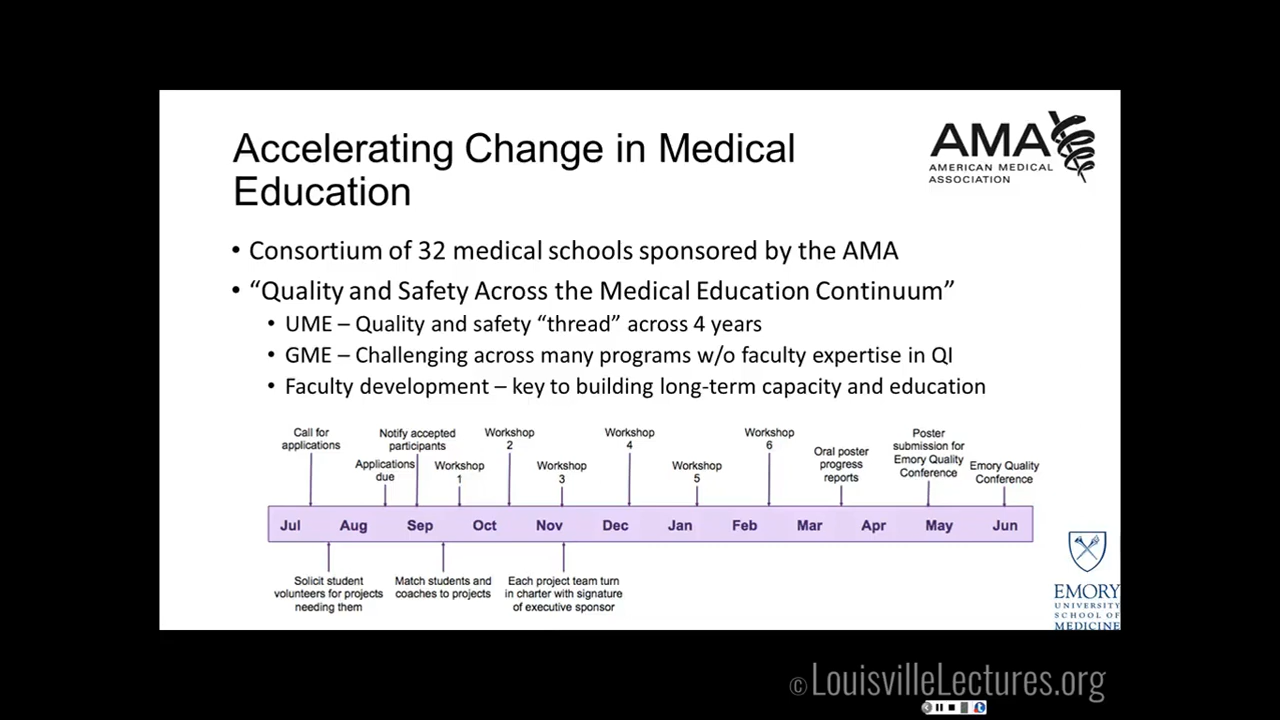 Accelerating Change in Medical
Education
AMA
AMERICAN MEDICAL
ASSOCIATION
• Consortium of 32 medical schools sponsored by the AMA
• “Quality and Safety Across the Medical Education Continuum”
• UME – Quality and safety “thread” across 4 years
• GME – Challenging across many programs w/o faculty expertise in QI
• Faculty development – key to building long-term capacity and education
Call for
applications
Applications
due
Notify accepted
participants
Workshop
1
Workshop
2
Workshop
3
Workshop
4
Workshop
5
Workshop
6
Oral poster
progress
reports
Poster
submission for
Emory Quality
Conference
Emory Quality
Conference
Jul Aug Sep Oct Nov Dec Jan Feb Mar Apr May Jun
Solicit student
volunteers for projects
needing them
Match students and
coaches to projects
Each project team turn
in charter with signature
of executive sponsor
EMORY
UNIVERSITY
SCHOOL OF
MEDICINE
© LouisvilleLectures.org